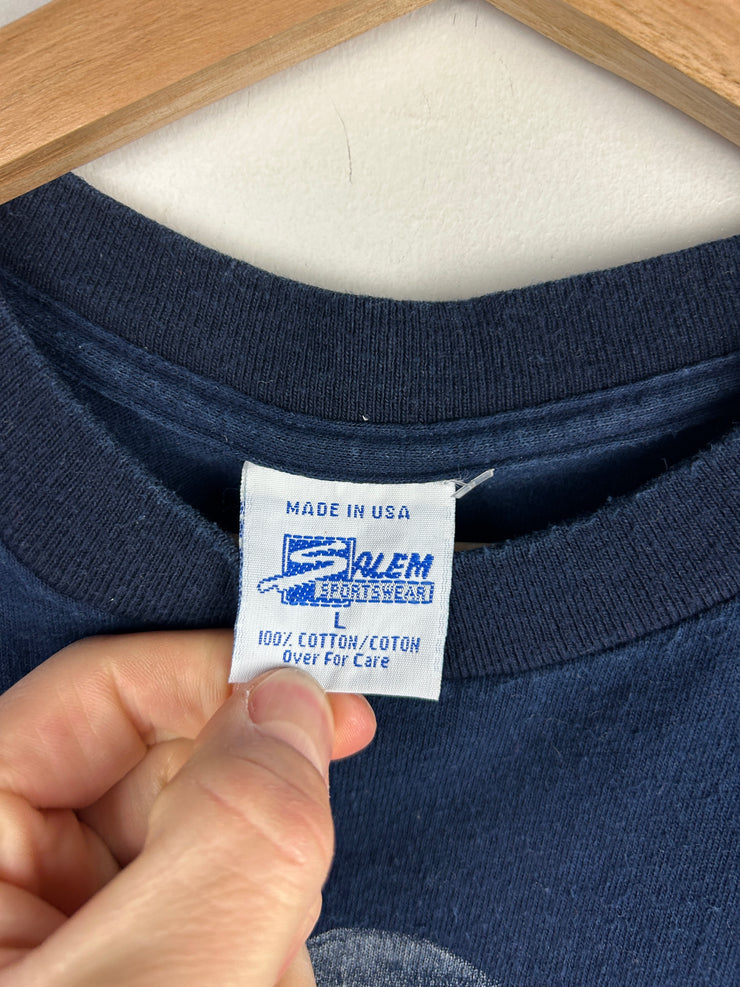 MADE IN USA
SALEM
SPORTSWEAR
L
100% COTTON/COTON
Over For Care